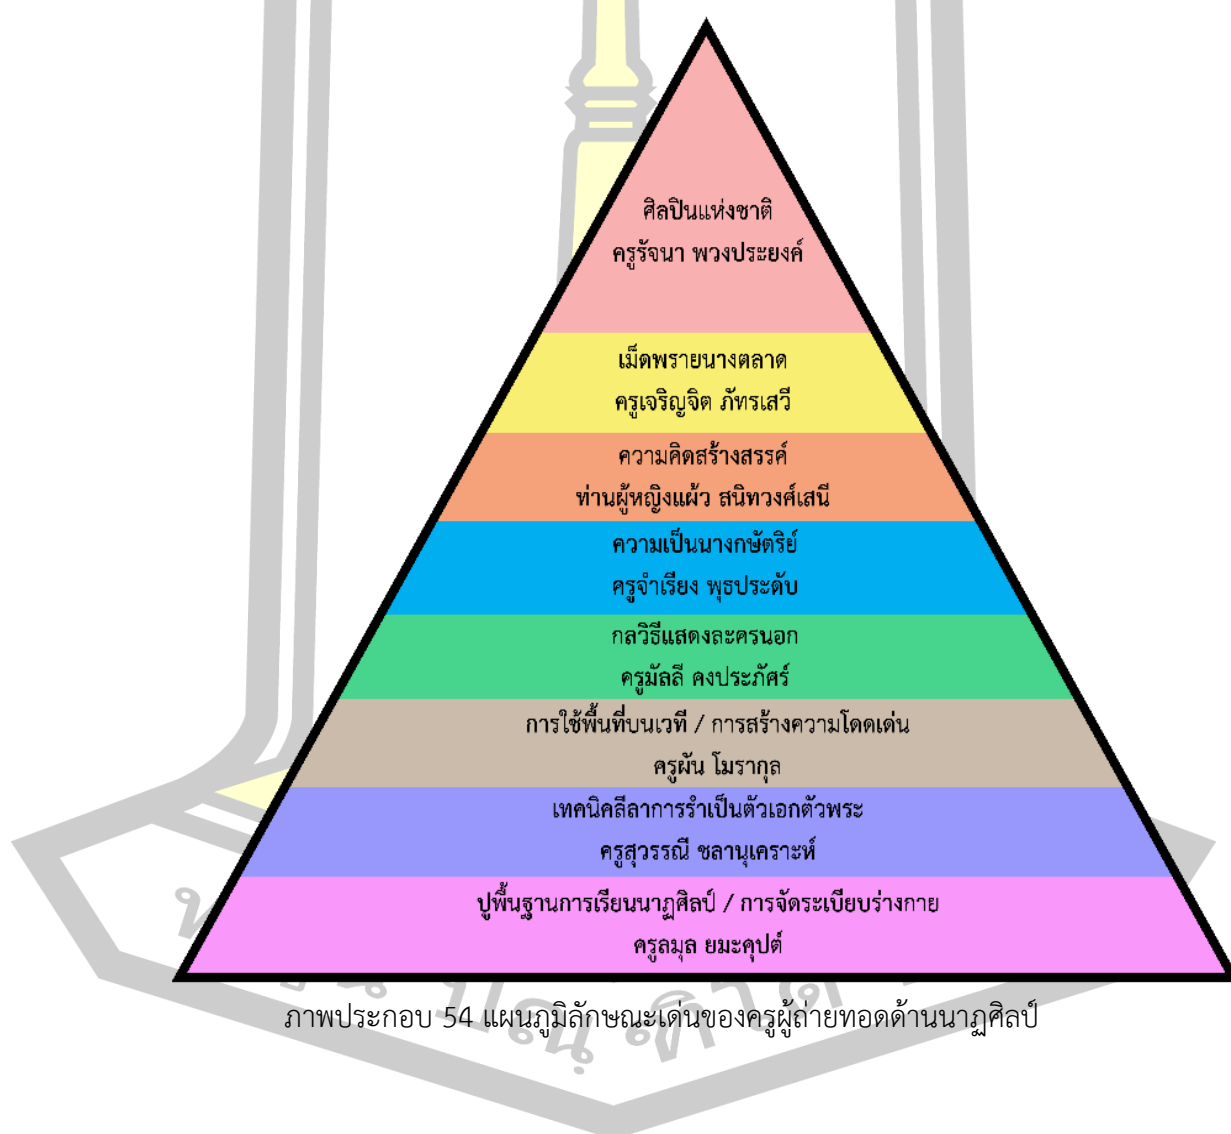 ศิลปินแห่งชาติ
ครูรัจนา พวงประยงค์
เม็ดพรายนางตลาด
ครูเจริญจิต ภัทรเสวี
ความคิดสร้างสรรค์
ท่านผู้หญิงแผ้ว สนิทวงศ์เสนี
ความเป็นนางกษัตริย์
ครูจำเรียง พุธประดับ
กลวิธีแสดงละครนอก
ครูมัลลี คงประภัศร์
การใช้พื้นที่บนเวที / การสร้างความโดดเด่น
ครูผัน โมรากุล
เทคนิคลีลาการรำเป็นตัวเอกตัวพระ
ครูสุวรรณี ชลานุเคราะห์
ปูพื้นฐานการเรียนนาฏศิลป์ / การจัดระเบียบร่างกาย
ครูลมุล ยมะคุปต์
ภาพประกอบ 54 แผนภูมิลักษณะเด่นของครูผู้ถ่ายทอดด้านนาฏศิลป์